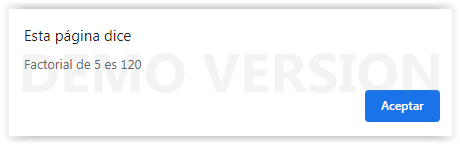 Esta página dice
Factorial de 5 es 120
DEMO VERSION
Aceptar